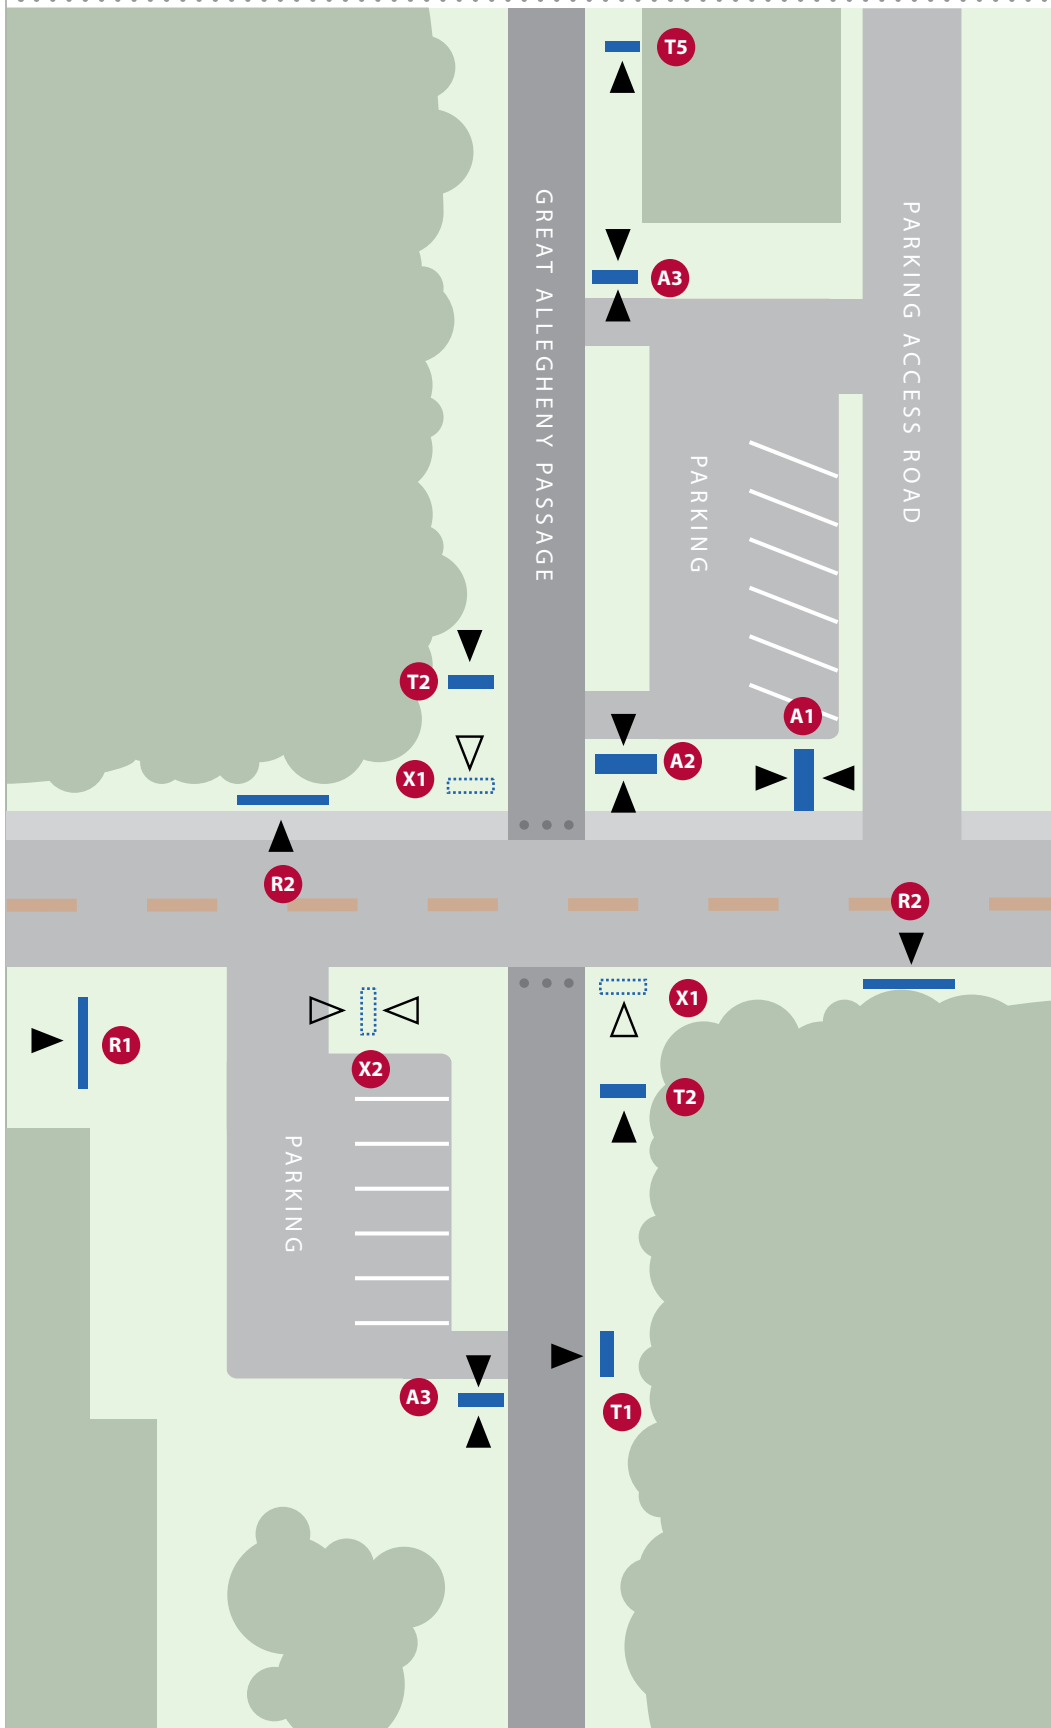 T5
GREAT ALLEGHENY PASSAGE
PARKING ACCESS ROAD
A3
PARKING
T2
A1
A2
X1
R2
R2
X1
R1
X2
T2
PARKING
A3
T1